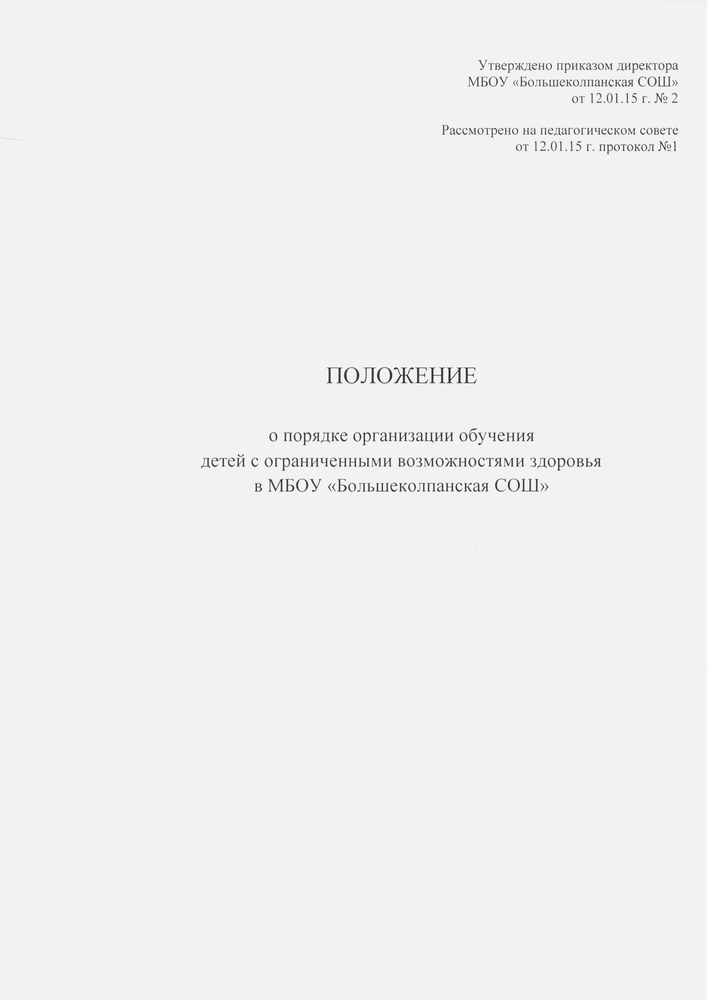 Утверждено приказом директора
МБОУ «Большеколпанская СОШ»
от 12.01.15 г. № 2
Рассмотрено на педагогическом совете
от 12.01.15 г. протокол №1
ПОЛОЖЕНИЕ
о порядке организации обучения
детей с ограниченными возможностями здоровья
в МБОУ «Большеколпанская СОШ»